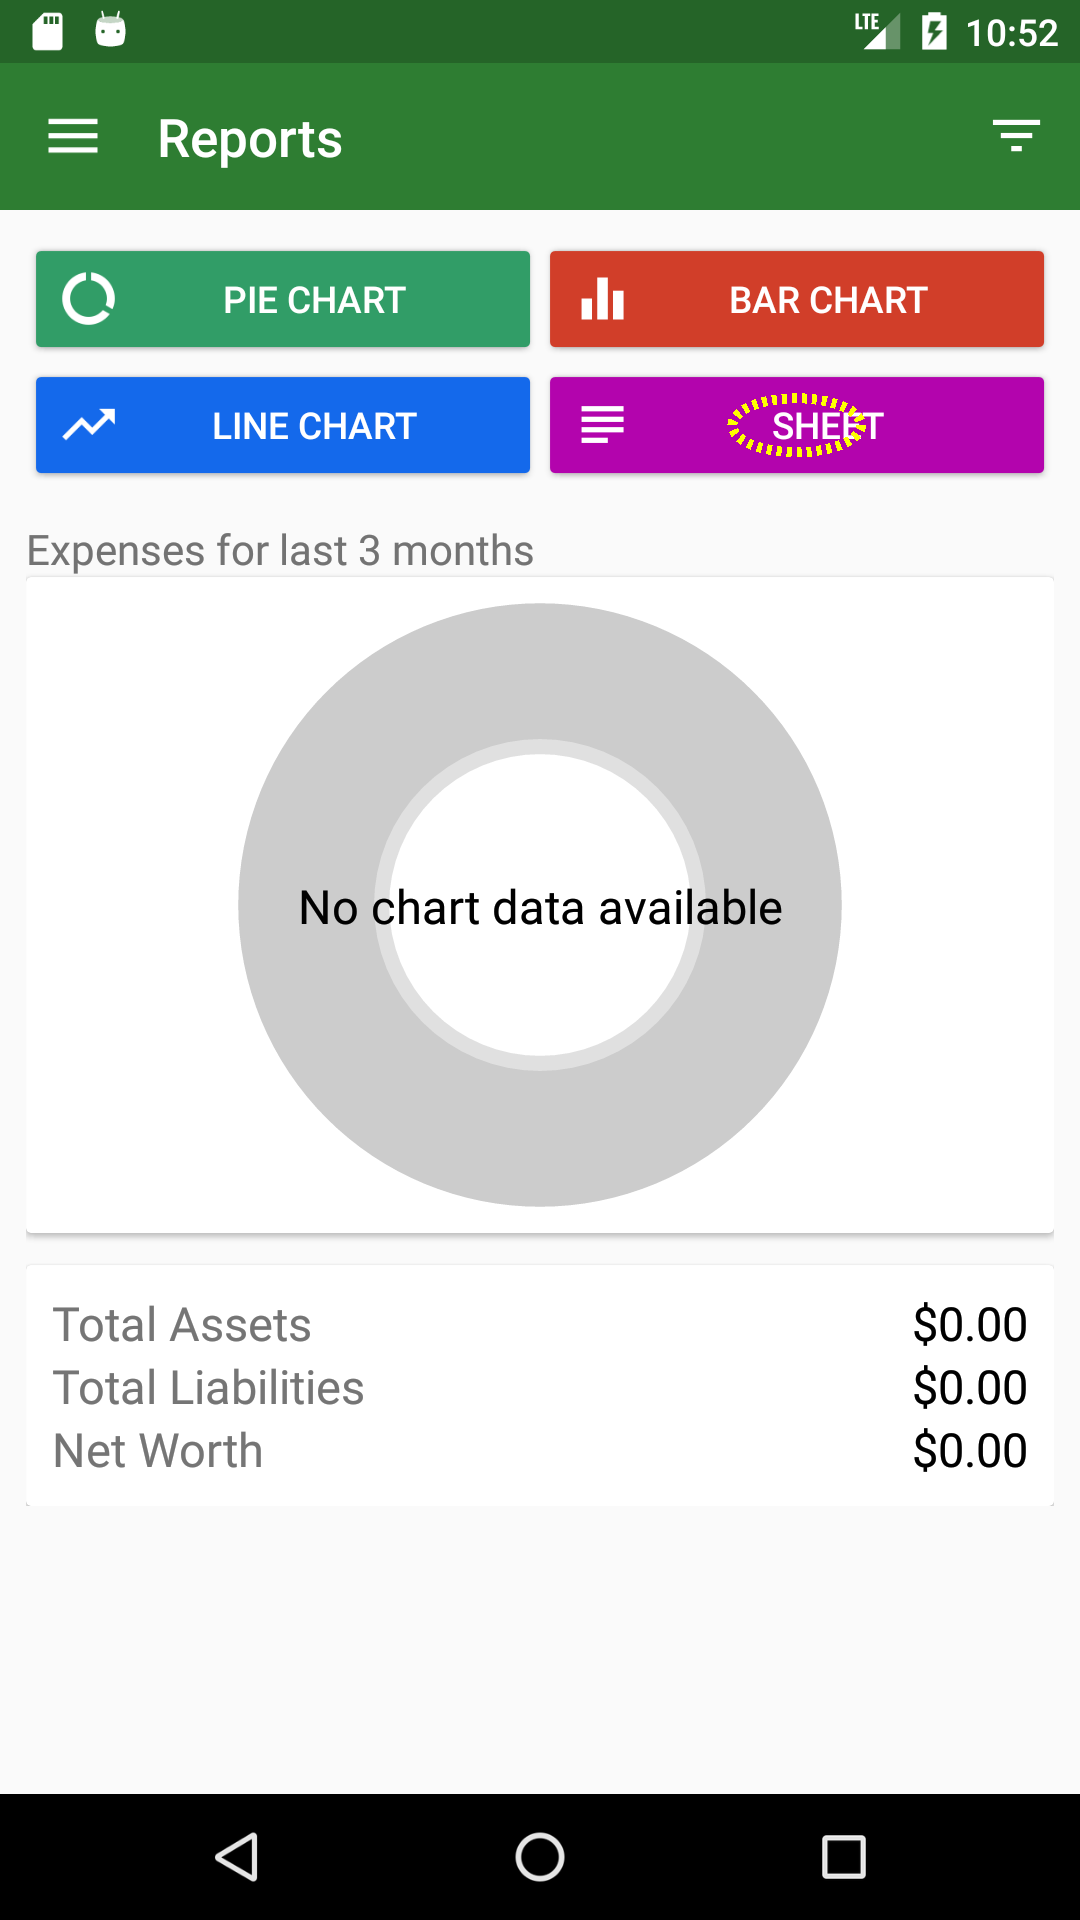 LTE 10:52
Reports
PIE CHART
BAR CHART
LINE CHART
SHEET
Expenses for last 3 months
No chart data available
Total Assets $0.00
Total Liabilities $0.00
Net Worth $0.00